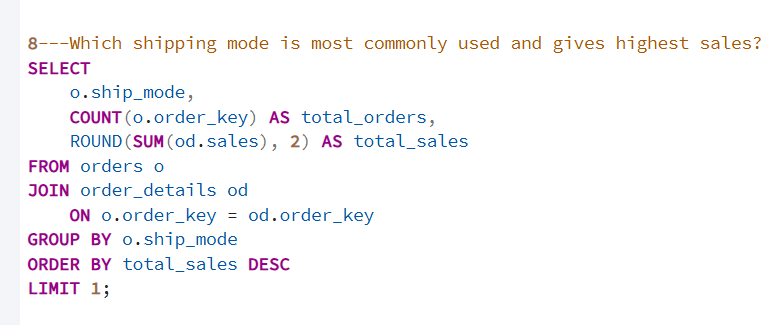 8---Which shipping mode is most commonly used and gives highest sales?
SELECT
    o.ship_mode,
    COUNT(o.order_key) AS total_orders,
    ROUND(SUM(od.sales), 2) AS total_sales
FROM orders o
JOIN order_details od
    ON o.order_key = od.order_key
GROUP BY o.ship_mode
ORDER BY total_sales DESC
LIMIT 1;